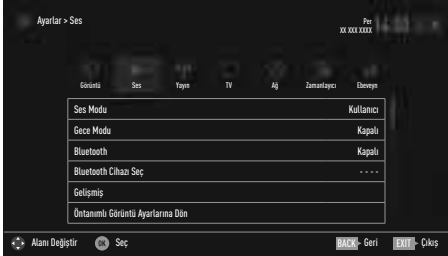 Ayarlar > Ses
Per
XX XXX XXXX
Görüntü Ses Yayın TV Ağ Zamanlayıcı Ebeveyn
Ses Modu Kullanıcı
Gece Modu Kapalı
Bluetooth Kapalı
Bluetooth Cihazı Seç - - - -
Gelişmiş
Öntanımlı Görüntü Ayarlarına Dön
Alanı Değiştir OK Seç BACK Geri EXIT Çıkış